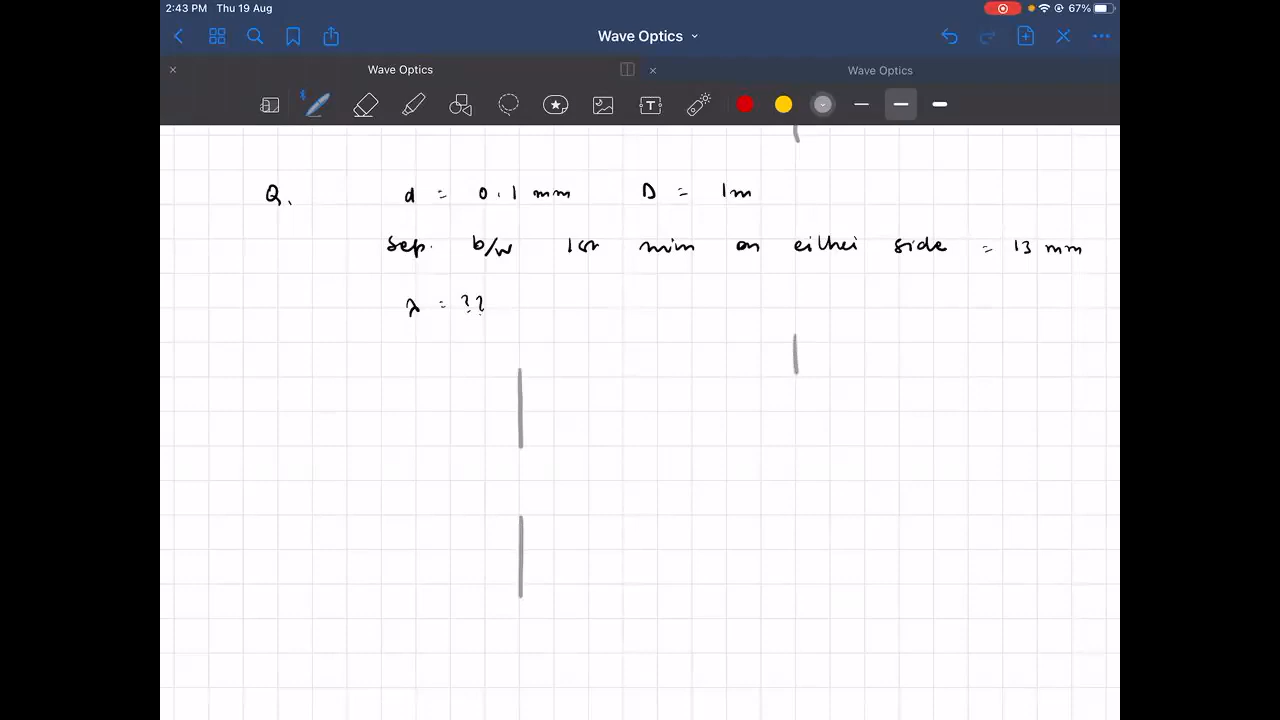 2:43 PM Thu 19 Aug
67%
Wave Optics
Wave Optics
Wave Optics
Q. d = 0.1 mm D = 1m
Sep. b/w 1st min on either side = 13 mm
λ = ??